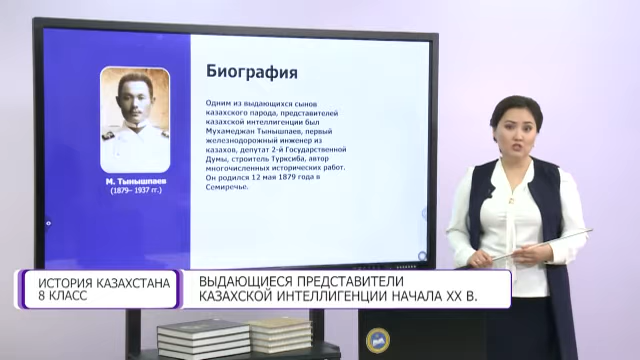 Биография
Одним из выдающихся сынов
казахского народа, представителей
казахской интеллигенции был
Мухамеджан Тынышпаев, первый
железнодорожный инженер из
казахов, депутат 2-й Государственной
Думы, строитель Турксиба, автор
многочисленных исторических работ.
Он родился 12 мая 1879 года в
Семиречье.
М. Тынышпаев
(1879– 1937 гг.)
ИСТОРИЯ КАЗАХСТАНА
8 КЛАСС
ВЫДАЮЩИЕСЯ ПРЕДСТАВИТЕЛИ
КАЗАХСКОЙ ИНТЕЛЛИГЕНЦИИ НАЧАЛА XX В.